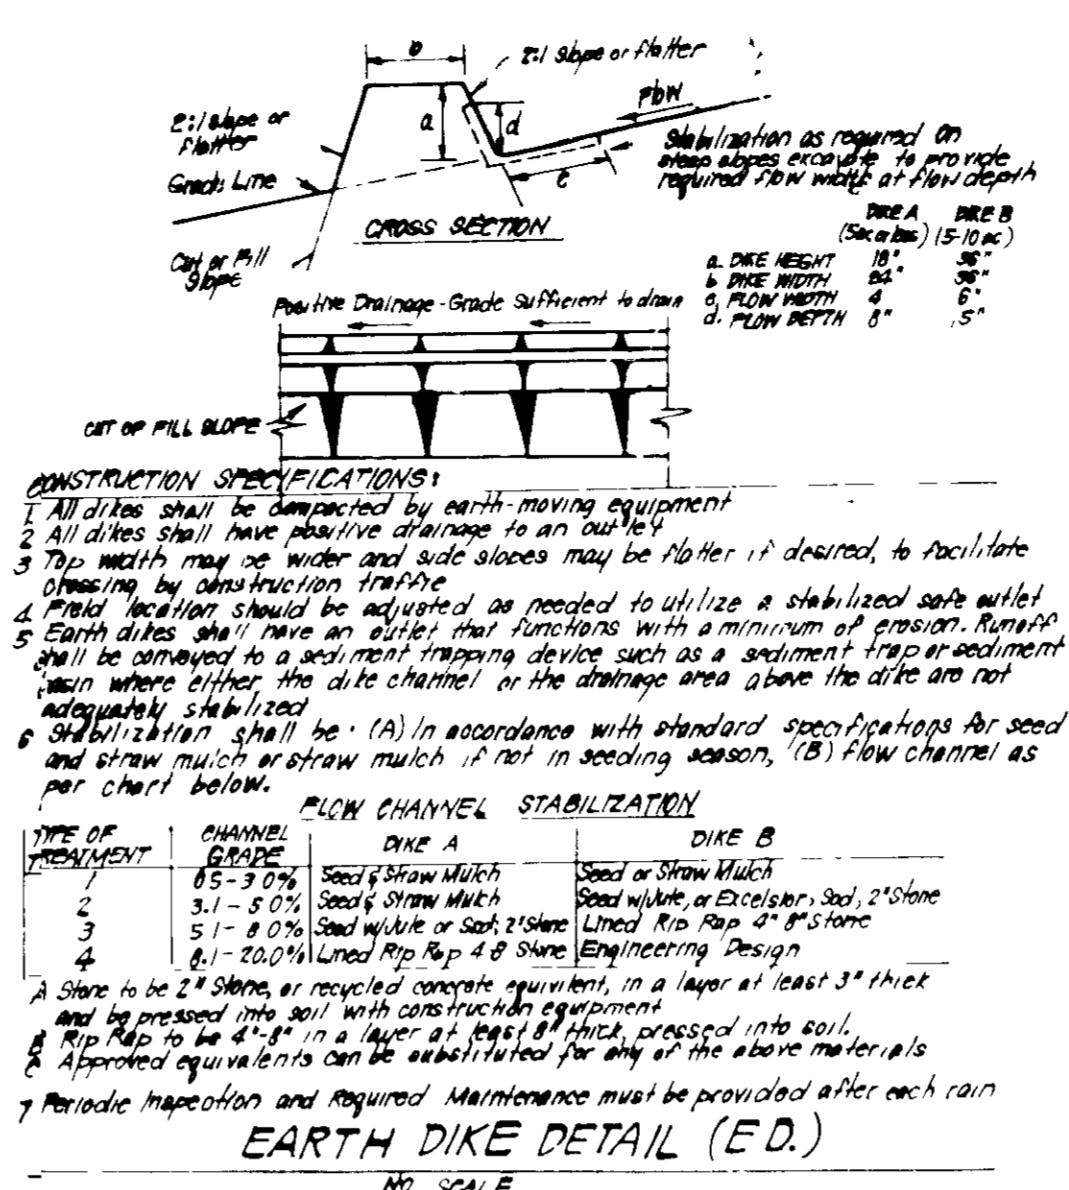 b
2:1 Slope or flatter
Flow
2:1 slope or
flatter
a
d
Stabilization as required On
steep slopes excavate to provide
required flow width at flow depth
Grade Line
c
CROSS SECTION
Cut or Fill
Slope
DIKE A DIKE B
(5ac or less) (5-10 ac)
a. DIKE HEIGHT 18" 36"
b DIKE WIDTH 24" 36"
c, FLOW WIDTH 4 6"
d. FLOW DEPTH 8" 5"
Positive Drainage-Grade Sufficient to drain
CUT OF FILL SLOPE
CONSTRUCTION SPECIFICATIONS:
1 All dikes shall be compacted by earth-moving equipment
2 All dikes shall have positive drainage to an outlet
3 Top width may be wider and side slopes may be flatter if desired, to facilitate
crossing by construction traffic
4 Field location should be adjusted as needed to utilize a stabilized safe outlet
5 Earth dikes shall have an outlet that functions with a minimum of erosion. Runoff
shall be conveyed to a sediment trapping device such as a sediment trap or sediment
basin where either the dike channel or the drainage area above the dike are not
adequately stabilized
6 Stabilization shall be · (A) In accordance with standard specifications for seed
and straw mulch or straw mulch if not in seeding season, (B) flow channel as
per chart below.
FLOW CHANNEL STABILIZATION
TYPE OF TREATMENT CHANNEL GRADE DIKE A DIKE B
1 05-30% Seed & Straw Mulch Seed or Straw Mulch
2 3.1-50% Seed & Straw Mulch Seed w/Jute, or Excelsior, Sod, 2" Stone
3 51-80% Seed w/Jute or Sod; 2" Stone Lined Rip Rap 4" 8" Stone
4 8.1-20.0% Lined Rip Rap 4 8 Stone Engineering Design
A Stone to be 2" Stone, or recycled concrete equivilent, in a layer at least 3" thick
and be pressed into soil with construction equipment
B Rip Rap to be 4"-8" in a layer at least 8" thick, pressed into soil.
C Approved equivalents can be substituted for any of the above materials
7 Periodic Inspection and Required Maintenance must be provided after each rain
EARTH DIKE DETAIL (E D.)
NO SCALE